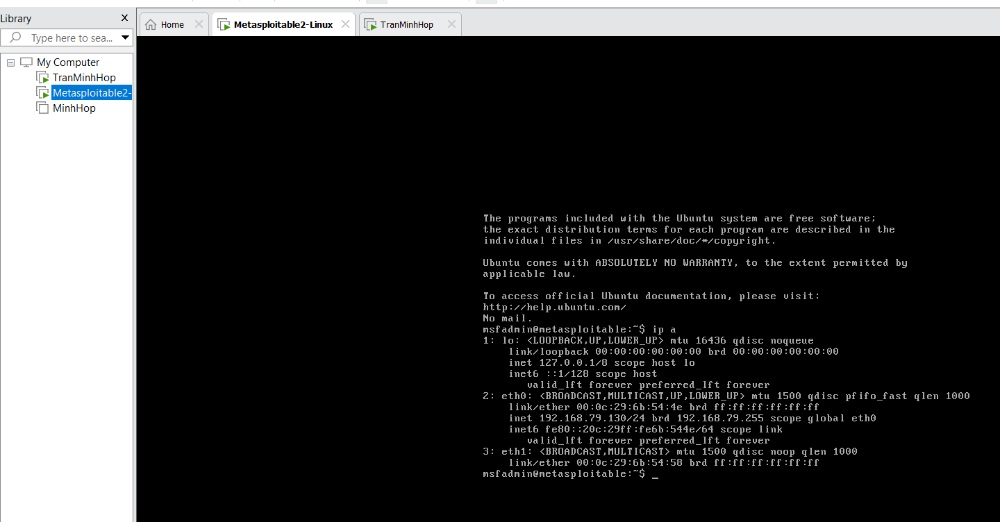 Library
Type here to sea...
My Computer
TranMinhHop
Metasploitable2-
MinhHop
Home
Metasploitable2-Linux
TranMinhHop
The programs included with the Ubuntu system are free software;
the exact distribution terms for each program are described in the
individual files in /usr/share/doc/*/copyright.
Ubuntu comes with ABSOLUTELY NO WARRANTY, to the extent permitted by
applicable law.
To access official Ubuntu documentation, please visit:
http://help.ubuntu.com/
No mail.
msfadmin@metasploitable:~$ ip a
1: lo: <LOOPBACK,UP,LOWER_UP> mtu 16436 qdisc noqueue
link/loopback 00:00:00:00:00:00 brd 00:00:00:00:00:00
inet 127.0.0.1/8 scope host lo
inet6 ::1/128 scope host
valid_lft forever preferred_lft forever
2: eth0: <BROADCAST,MULTICAST,UP,LOWER_UP> mtu 1500 qdisc pfifo_fast qlen 1000
link/ether 00:0c:29:6b:54:4e brd ff:ff:ff:ff:ff:ff
inet 192.168.79.130/24 brd 192.168.79.255 scope global eth0
inet6 fe80::20c:29ff:fe6b:544e/64 scope link
valid_lft forever preferred_lft forever
3: eth1: <BROADCAST,MULTICAST> mtu 1500 qdisc noop qlen 1000
link/ether 00:0c:29:6b:54:58 brd ff:ff:ff:ff:ff:ff
msfadmin@metasploitable:~$ _